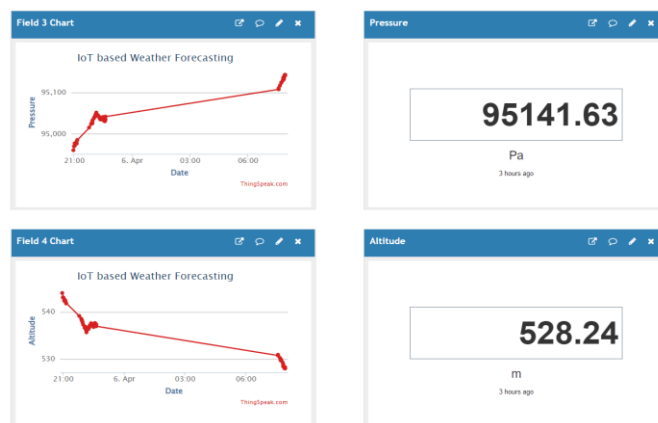 Field 3 Chart
IoT based Weather Forecasting
Pressure
95,100
95,000
21:00 6. Apr 03:00 06:00
Date
ThingSpeak.com
Pressure
95141.63
Pa
3 hours ago
Field 4 Chart
IoT based Weather Forecasting
Altitude
540
530
21:00 6. Apr 03:00 06:00
Date
ThingSpeak.com
Altitude
528.24
m
3 hours ago